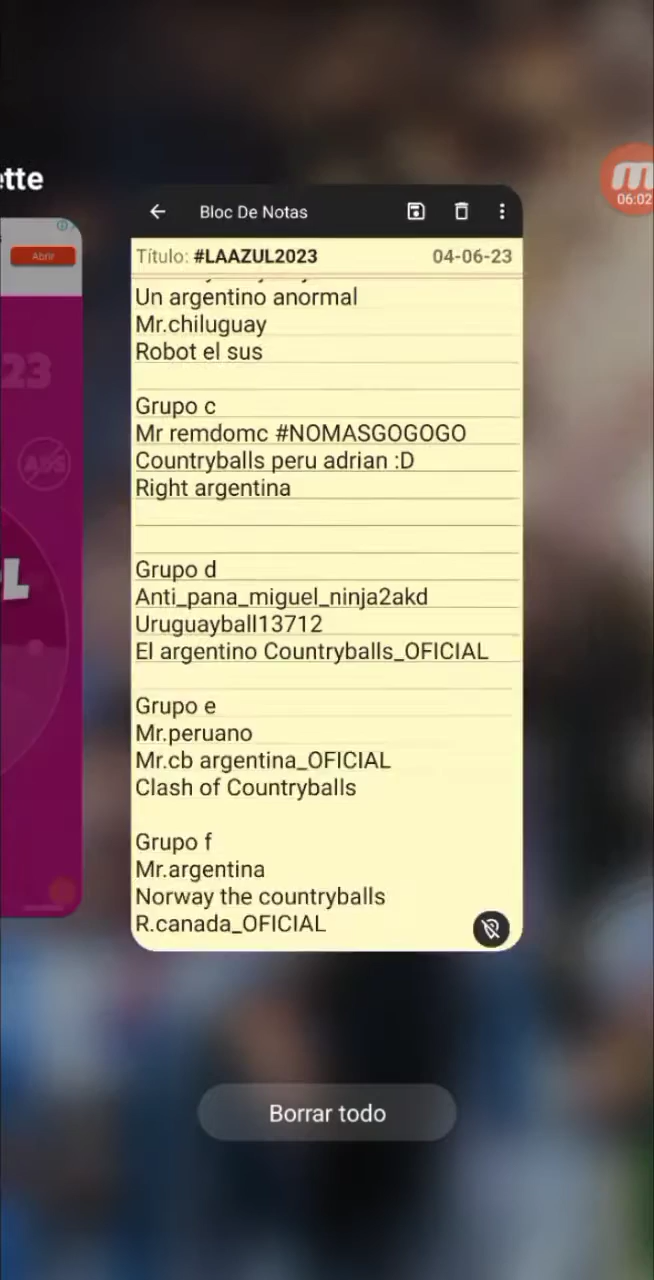 ette
06:02
Bloc De Notas
Abrir
Título: #LAAZUL2023 04-06-23
Un argentino anormal
Mr.chiluguay
Robot el sus
23
Grupo c
Mr remdomc #NOMASGOGOGO
ADS
Countryballs peru adrian :D
Right argentina
Grupo d
L
Anti_pana_miguel_ninja2akd
Uruguayball13712
El argentino Countryballs_OFICIAL
Grupo e
Mr.peruano
Mr.cb argentina_OFICIAL
Clash of Countryballs
Grupo f
Mr.argentina
Norway the countryballs
R.canada_OFICIAL
Borrar todo